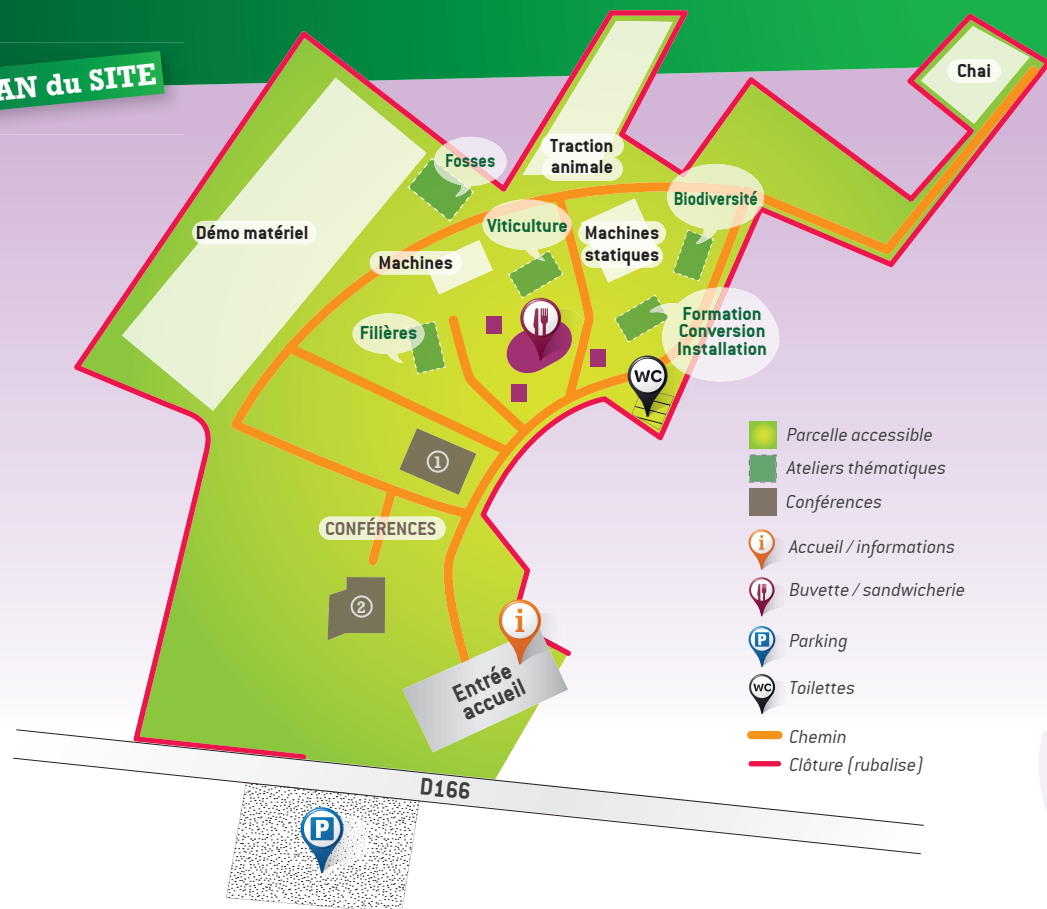 AN du SITE
Chai
Traction
animale
Fosses
Biodiversité
Viticulture
Démo matériel
Machines
statiques
Machines
Filières
Formation
Conversion
Installation
WC
1
CONFÉRENCES
2
i
Entrée
accueil
D166
P
Parcelle accessible
Ateliers thématiques
Conférences
i Accueil / informations
Buvette / sandwicherie
P Parking
WC Toilettes
Chemin
Clôture (rubalise)